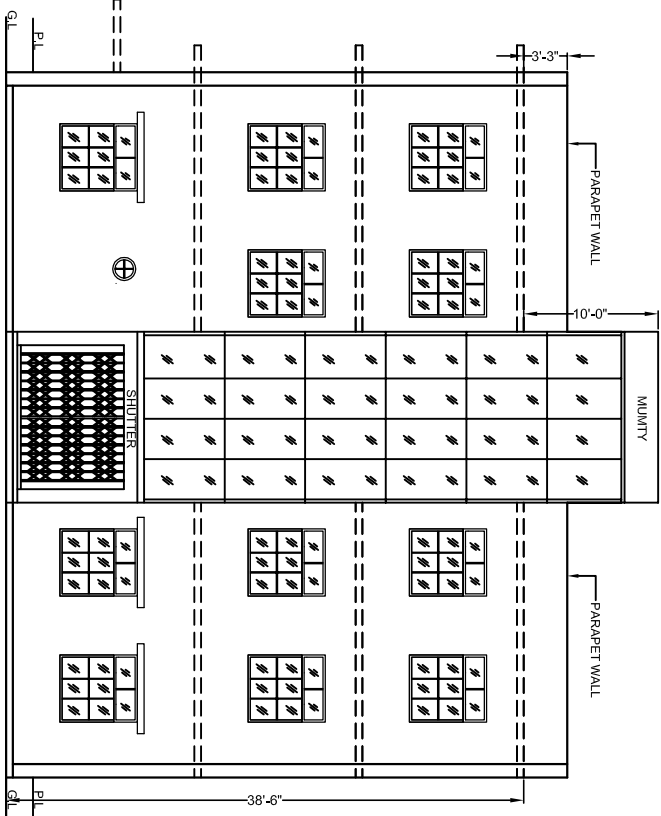 MUMTY
10'-0"
PARAPET WALL
PARAPET WALL
3'-3"
38'-6"
SHUTTER
P.L
P.L
G.L
G.L